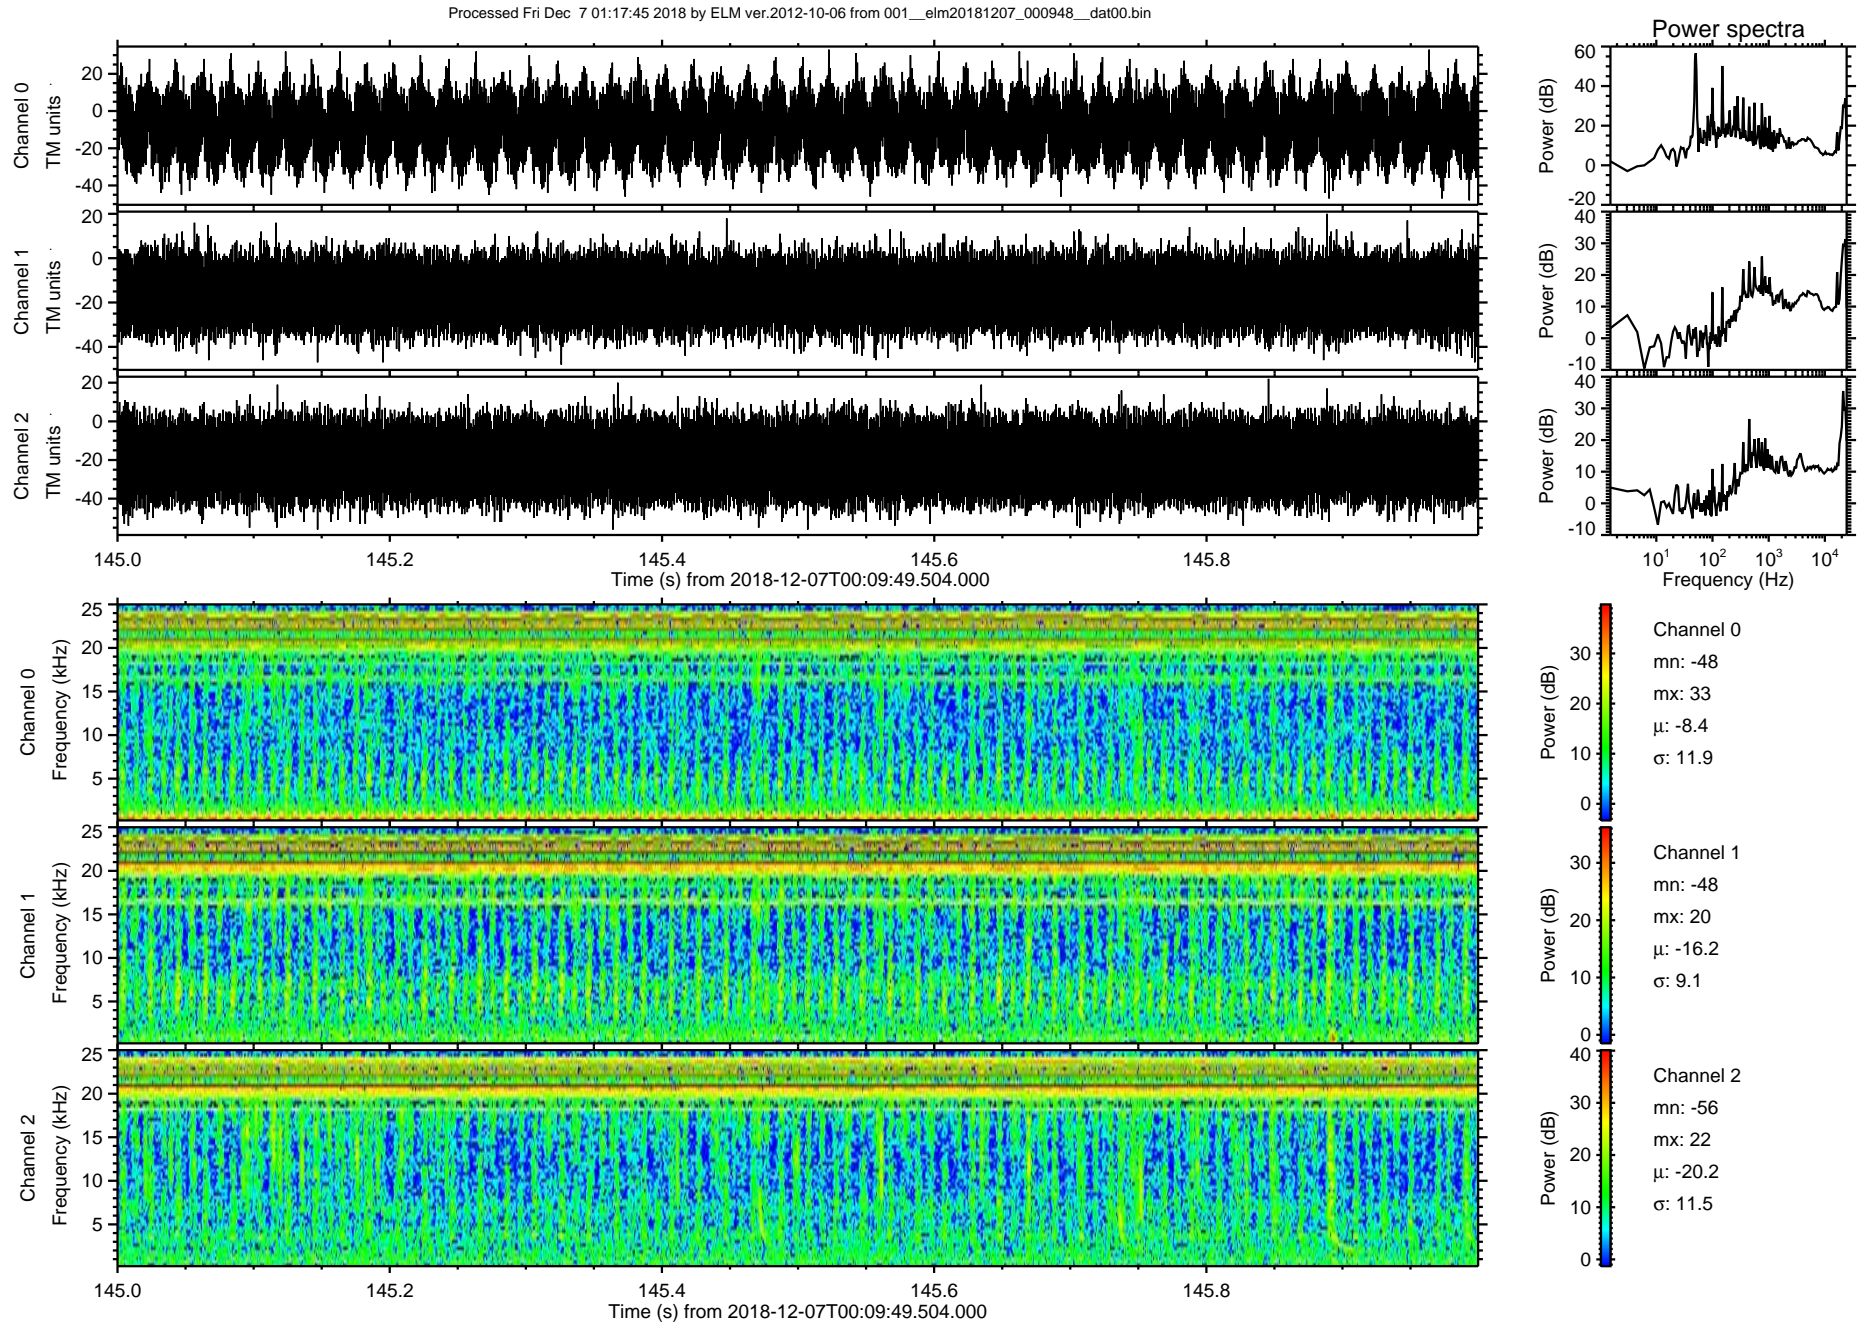 Processed Fri Dec 7 01:17:45 2018 by ELM ver.2012-10-06 from 001__elm20181207_000948__dat00.bin
Power spectra
Channel 0
TM units
20
0
-20
-40
Power (dB)
60
40
20
0
-20
Channel 1
TM units
20
0
-20
-40
Power (dB)
40
30
20
10
0
-10
Channel 2
TM units
20
0
-20
-40
Power (dB)
40
30
20
10
0
-10
145.0 145.2 145.4 145.6 145.8
Time (s) from 2018-12-07T00:09:49.504.000
10¹ 10² 10³ 10⁴
Frequency (Hz)
Channel 0
Frequency (kHz)
25
20
15
10
5
Power (dB)
30
20
10
0
Channel 0
mn: -48
mx: 33
µ: -8.4
σ: 11.9
Channel 1
Frequency (kHz)
25
20
15
10
5
Power (dB)
30
20
10
0
Channel 1
mn: -48
mx: 20
µ: -16.2
σ: 9.1
Channel 2
Frequency (kHz)
25
20
15
10
5
Power (dB)
40
30
20
10
0
Channel 2
mn: -56
mx: 22
µ: -20.2
σ: 11.5
145.0 145.2 145.4 145.6 145.8
Time (s) from 2018-12-07T00:09:49.504.000